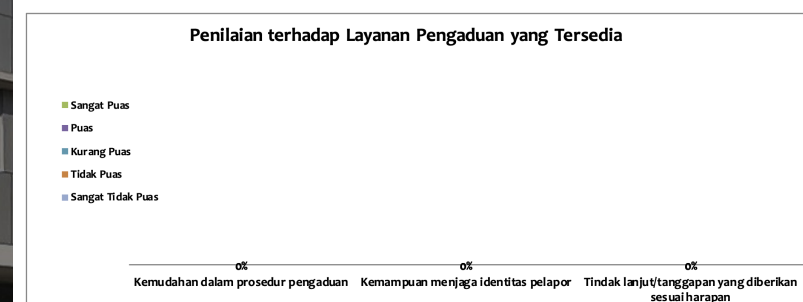 Penilaian terhadap Layanan Pengaduan yang Tersedia
Sangat Puas
Puas
Kurang Puas
Tidak Puas
Sangat Tidak Puas
0% 0% 0%
Kemudahan dalam prosedur pengaduan Kemampuan menjaga identitas pelapor Tindak lanjut/tanggapan yang diberikan
sesuai harapan